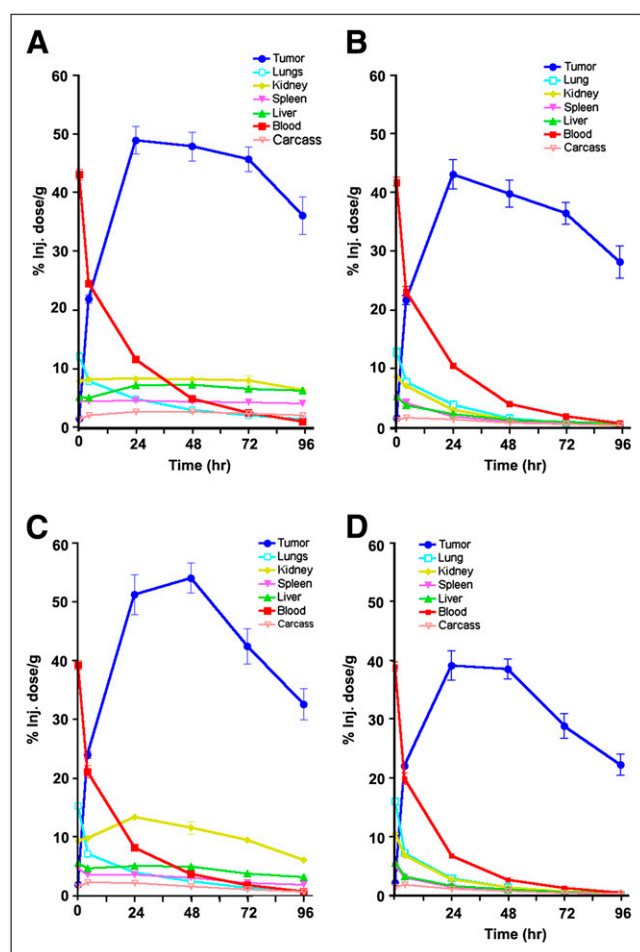 A
Tumor
Lungs
Kidney
Spleen
Liver
Blood
Carcass
60
50
40
30
20
10
0
% Inj. dose/g
0 24 48 72 96
Time (hr)
B
Tumor
Lung
Kidney
Spleen
Liver
Blood
Carcass
60
50
40
30
20
10
0
% Inj. dose/g
0 24 48 72 96
Time (hr)
C
Tumor
Lungs
Kidney
Spleen
Liver
Blood
Carcass
60
50
40
30
20
10
0
% Inj. dose/g
0 24 48 72 96
Time (hr)
D
Tumor
Lung
Kidney
Spleen
Liver
Blood
Carcass
60
50
40
30
20
10
0
% Inj. dose/g
0 24 48 72 96
Time (hr)